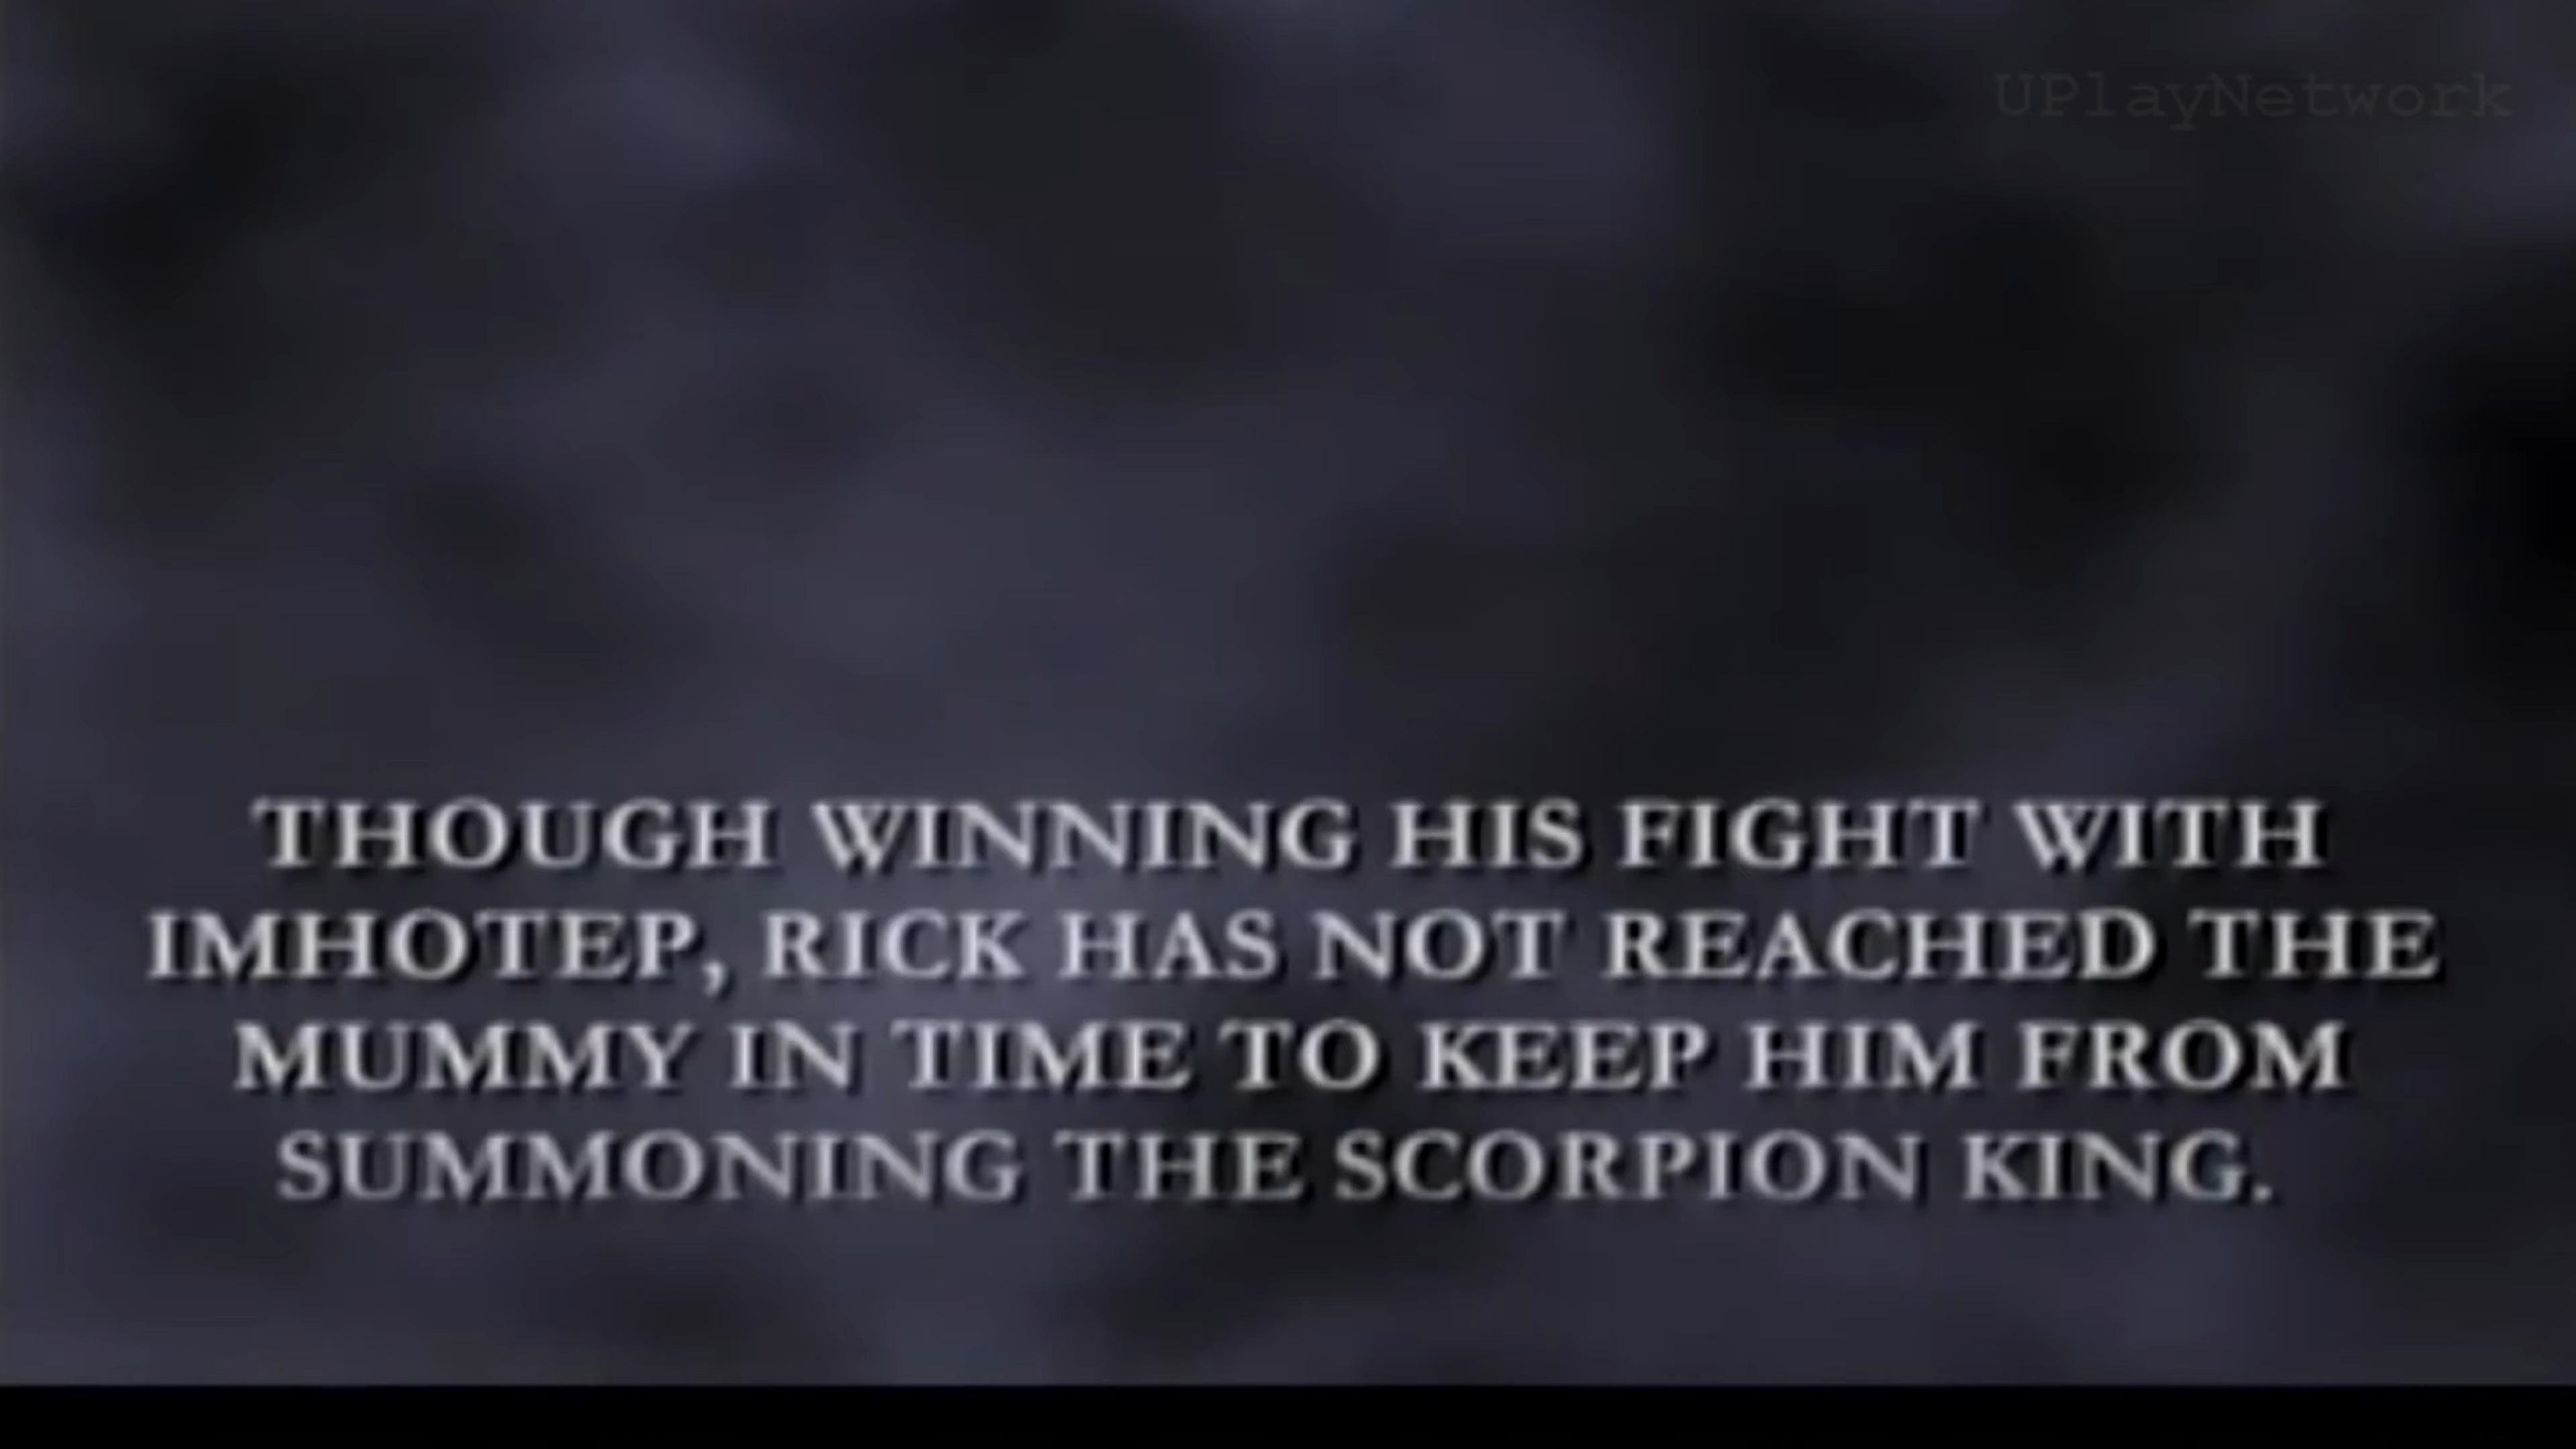 UPlayNetwork
THOUGH WINNING HIS FIGHT WITH
IMHOTEP, RICK HAS NOT REACHED THE
MUMMY IN TIME TO KEEP HIM FROM
SUMMONING THE SCORPION KING.